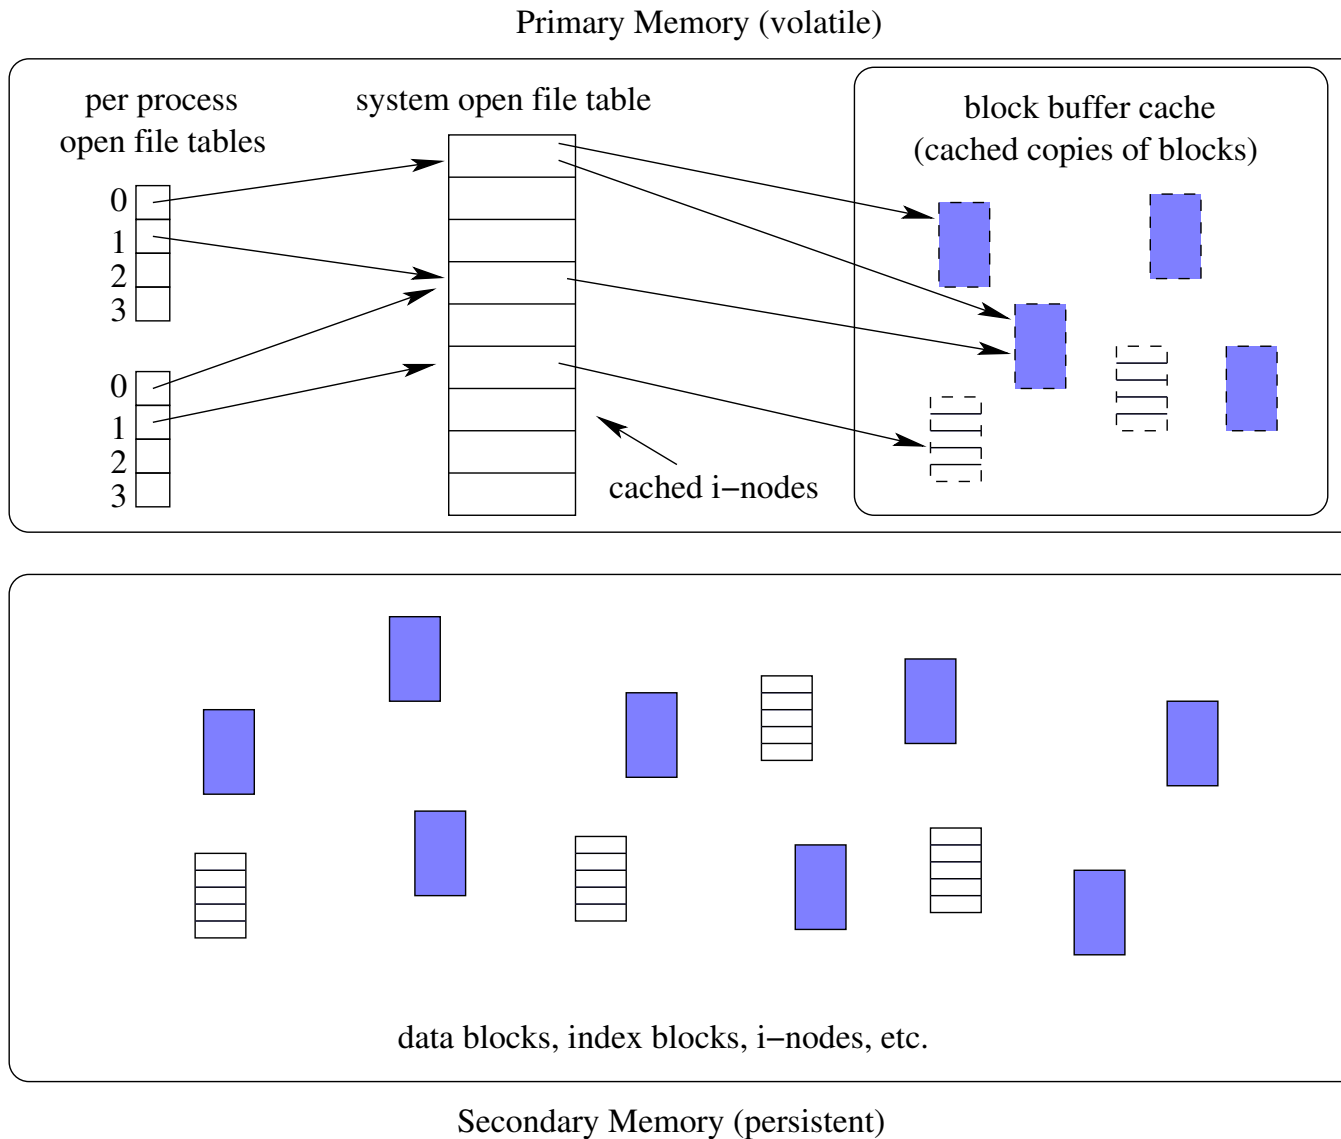 Primary Memory (volatile)
per process
open file tables
system open file table
block buffer cache
(cached copies of blocks)
0
1
2
3
0
1
2
3
cached i−nodes
data blocks, index blocks, i−nodes, etc.
Secondary Memory (persistent)